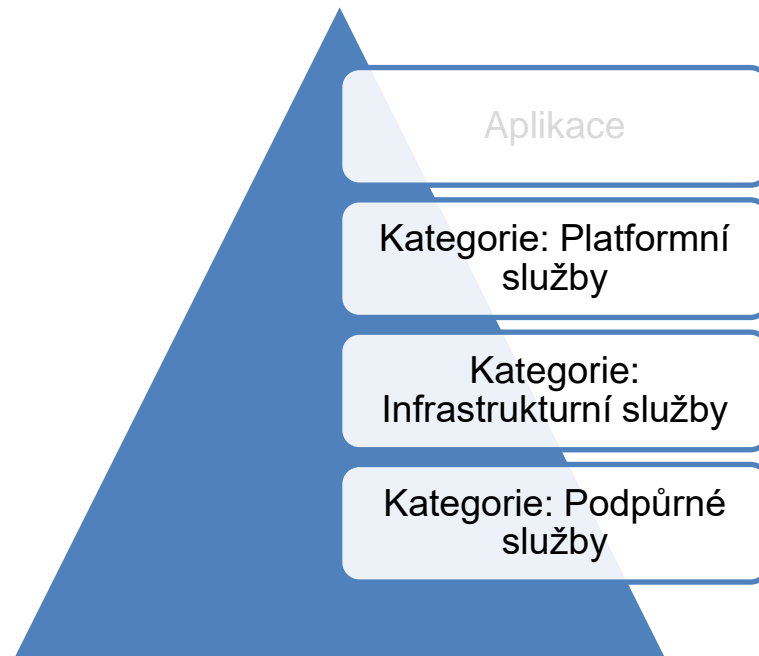 Aplikace
Kategorie: Platformní
služby
Kategorie:
Infrastrukturní služby
Kategorie: Podpůrné
služby